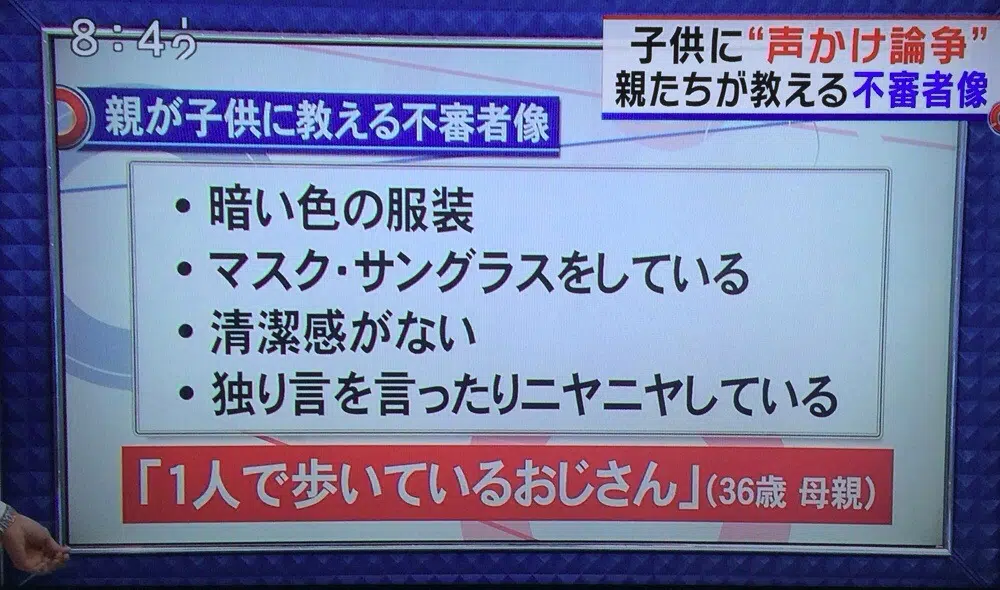 8:42
子供に“声かけ論争”
親たちが教える不審者像
親が子供に教える不審者像
・暗い色の服装
・マスク・サングラスをしている
・清潔感がない
・独り言を言ったりニヤニヤしている
「1人で歩いているおじさん」(36歳 母親)